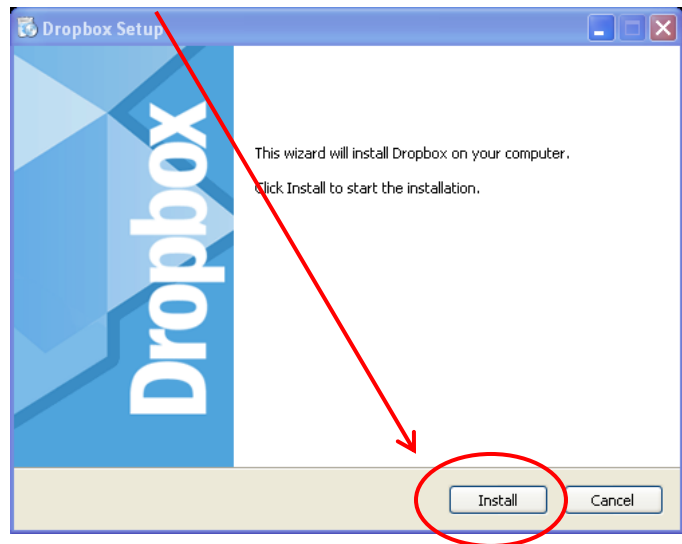 Dropbox Setup
Dropbox
This wizard will install Dropbox on your computer.
Click Install to start the installation.
Install
Cancel